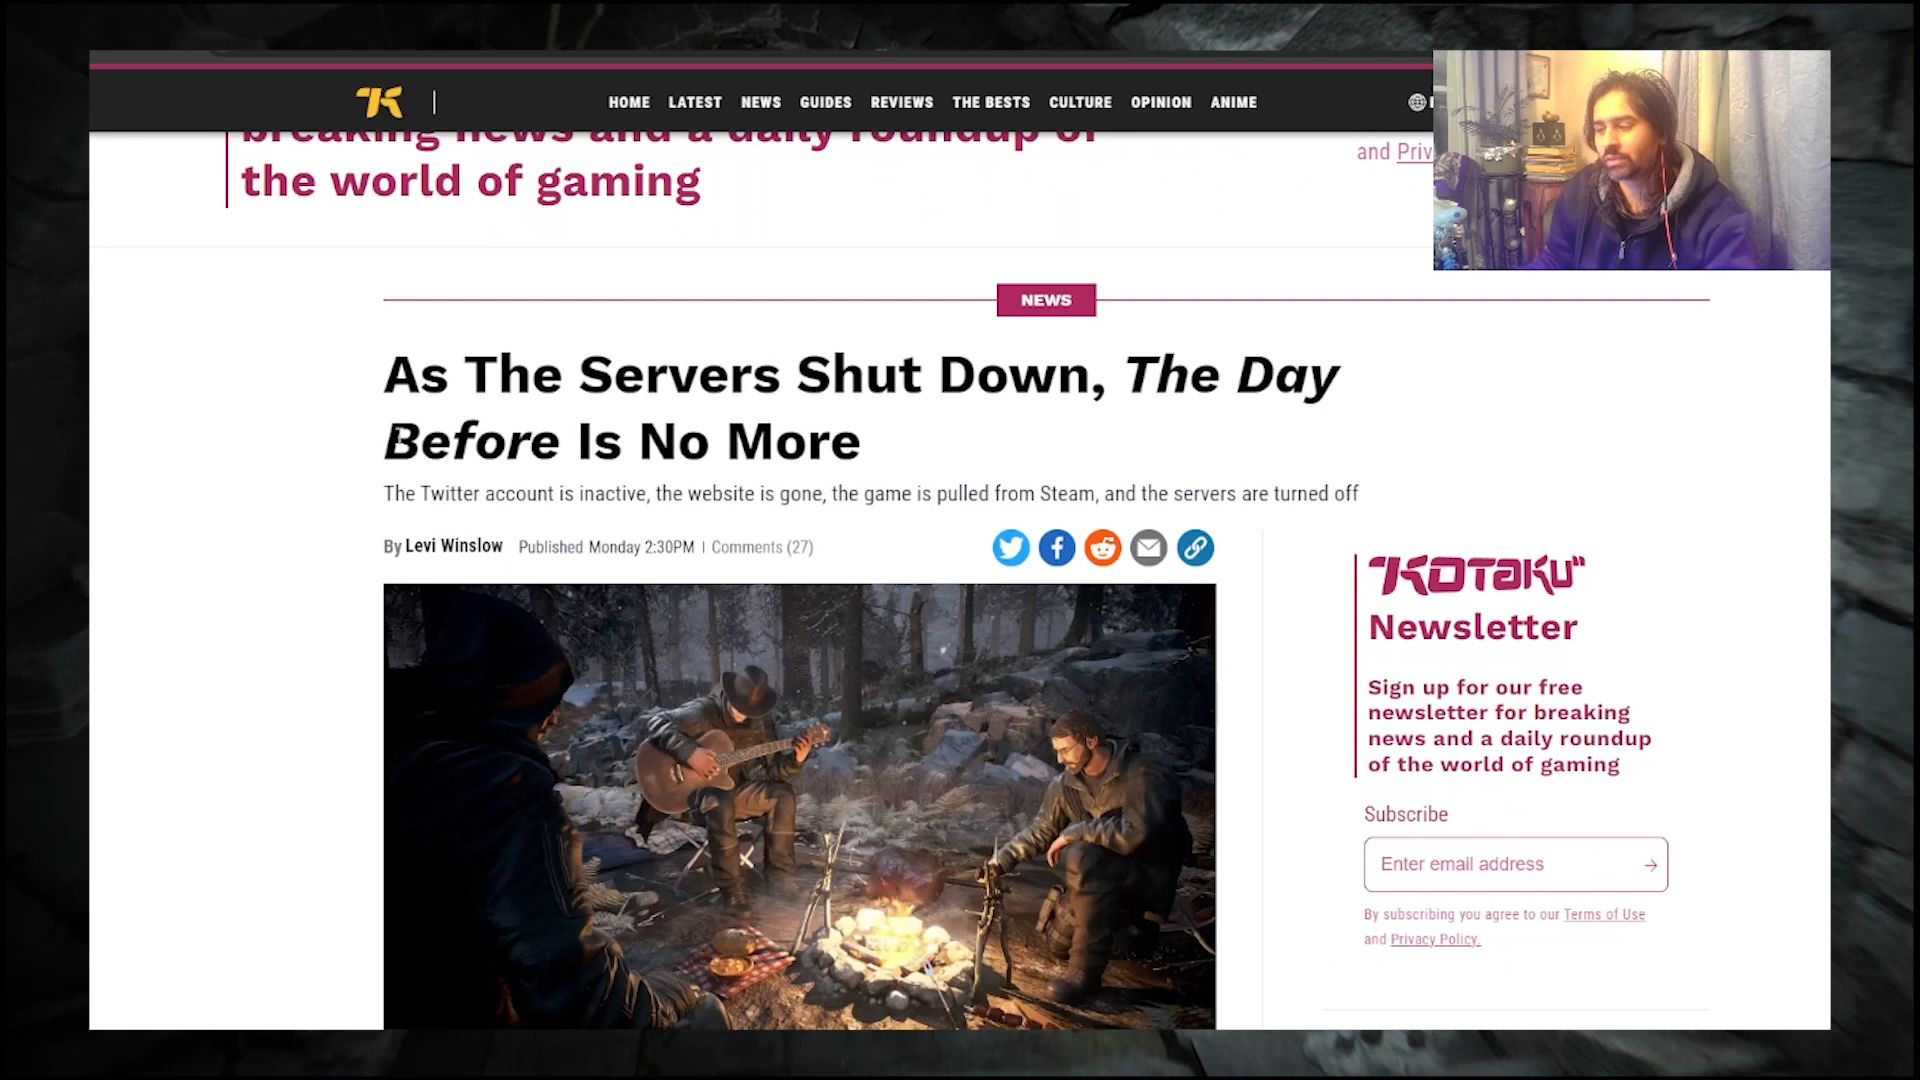 HOME LATEST NEWS GUIDES REVIEWS THE BESTS CULTURE OPINION ANIME
breaking news and a daily roundup of
the world of gaming
and Priv
NEWS
As The Servers Shut Down, The Day
Before Is No More
The Twitter account is inactive, the website is gone, the game is pulled from Steam, and the servers are turned off
By Levi Winslow Published Monday 2:30PM | Comments (27)
KOTAKU
Newsletter
Sign up for our free
newsletter for breaking
news and a daily roundup
of the world of gaming
Subscribe
Enter email address
By subscribing you agree to our Terms of Use
and Privacy Policy.